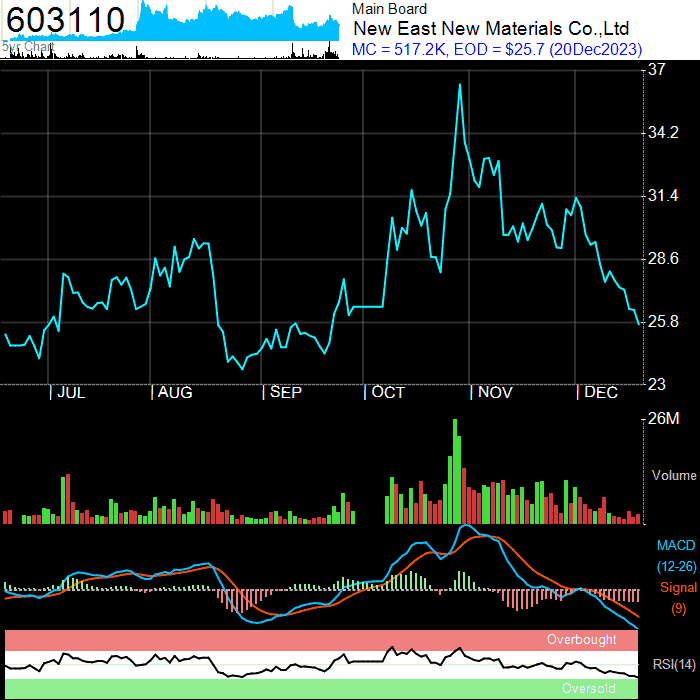 603110
5yr Chart
Main Board
New East New Materials Co.,Ltd
MC = 517.2K, EOD = $25.7 (20Dec2023)
37
34.2
31.4
28.6
25.8
23
JUL AUG SEP OCT NOV DEC
26M
Volume
MACD
(12-26)
Signal
(9)
Overbought
RSI(14)
Oversold